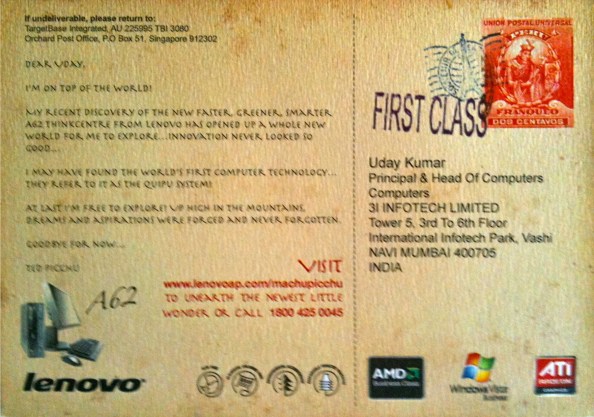 If undeliverable, please return to:
TargetBase Integrated, AU 225985 TBI 3080
Orchard Post Office, P.O Box 51, Singapore 912302
DEAR UDAY,
I'M ON TOP OF THE WORLD!
MY RECENT DISCOVERY OF THE NEW FASTER, GREENER, SMARTER
A62 THINKCENTRE FROM LENOVO HAS OPENED UP A WHOLE NEW
WORLD FOR ME TO EXPLORE...INNOVATION NEVER LOOKED SO
GOOD...
I MAY HAVE FOUND THE WORLD'S FIRST COMPUTER TECHNOLOGY...
THEY REFER TO IT AS THE QUIPU SYSTEM!
AT LAST I'M FREE TO EXPLORE! UP HIGH IN THE MOUNTAINS,
DREAMS AND ASPIRATIONS WERE FORGED AND NEVER FORGOTTEN.
GOODBYE FOR NOW...
TED PICCHU
VISIT
www.lenovoap.com/machupicchu
TO UNEARTH THE NEWEST LITTLE
WONDER OR CALL 1800 425 0045
A62
lenovo
UNION POSTAL UNIVERSAL
PERU
FRANQUEO
DOS CENTAVOS
FIRST CLASS
Uday Kumar
Principal & Head Of Computers
Computers
3I INFOTECH LIMITED
Tower 5, 3rd To 6th Floor
International Infotech Park, Vashi
NAVI MUMBAI 400705
INDIA
AMD
Business Class
Windows Vista
Business
ATI